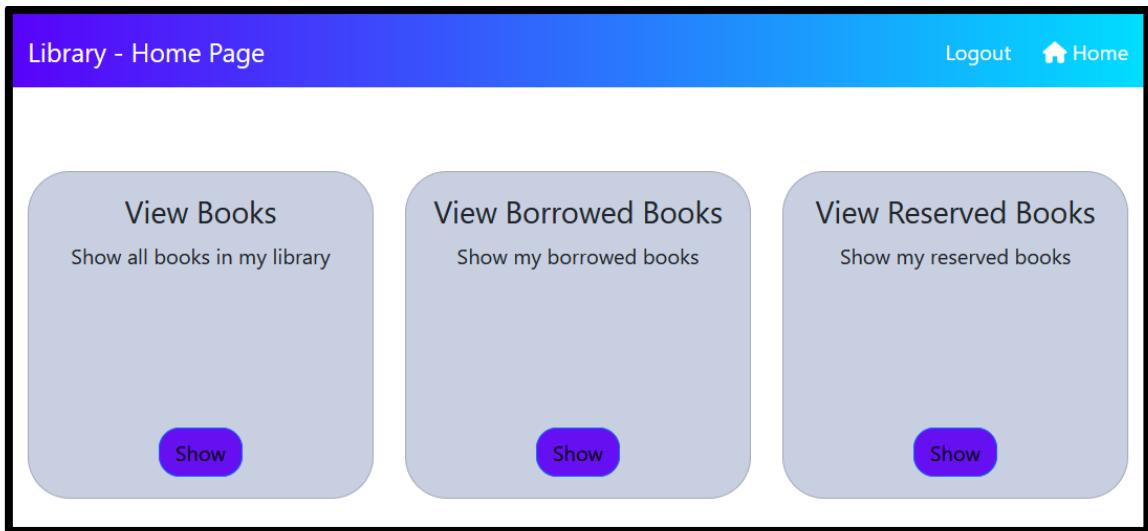 Library - Home Page
Logout
Home
View Books
Show all books in my library
Show
View Borrowed Books
Show my borrowed books
Show
View Reserved Books
Show my reserved books
Show